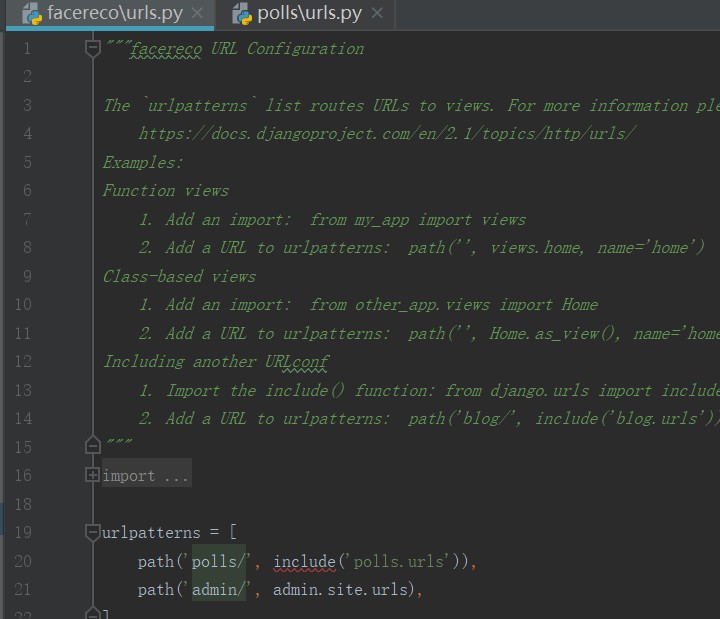 facereco\urls.py × polls\urls.py ×
1 """facereco URL Configuration
2
3 The `urlpatterns` list routes URLs to views. For more information ple
4 https://docs.djangoproject.com/en/2.1/topics/http/urls/
5 Examples:
6 Function views
7 1. Add an import:  from my_app import views
8 2. Add a URL to urlpatterns:  path('', views.home, name='home')
9 Class-based views
10 1. Add an import:  from other_app.views import Home
11 2. Add a URL to urlpatterns:  path('', Home.as_view(), name='home
12 Including another URLconf
13 1. Import the include() function: from django.urls import include
14 2. Add a URL to urlpatterns:  path('blog/', include('blog.urls'))
15 """
16 import ...
18
19 urlpatterns = [
20 path('polls/', include('polls.urls')),
21 path('admin/', admin.site.urls),
22 ]